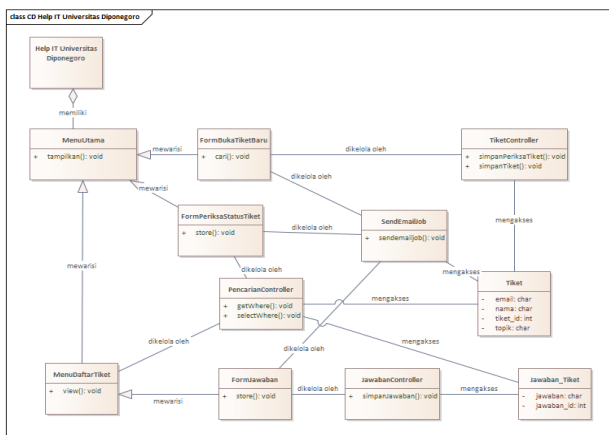 class CD Help IT Universitas Diponegoro
Help IT Universitas
Diponegoro
memiliki
MenuUtama
+ tampilkan(): void
mewarisi
FormBukaTiketBaru
+ cari(): void
dikelola oleh
TiketController
+ simpanPeriksaTiket(): void
+ simpanTiket(): void
mewarisi
dikelola oleh
FormPeriksaStatusTiket
+ store(): void
dikelola oleh
SendEmailJob
+ sendemailjob(): void
mengakses
mewarisi
dikelola oleh
mengakses
PencarianController
+ getWhere(): void
+ selectWhere(): void
mengakses
Tiket
- email: char
- nama: char
- tiket_id: int
- topik: char
dikelola oleh
dikelola oleh
mengakses
MenuDaftarTiket
+ view(): void
mewarisi
FormJawaban
+ store(): void
dikelola oleh
JawabanController
+ simpanJawaban(): void
mengakses
Jawaban_Tiket
- jawaban: char
- jawaban_id: int